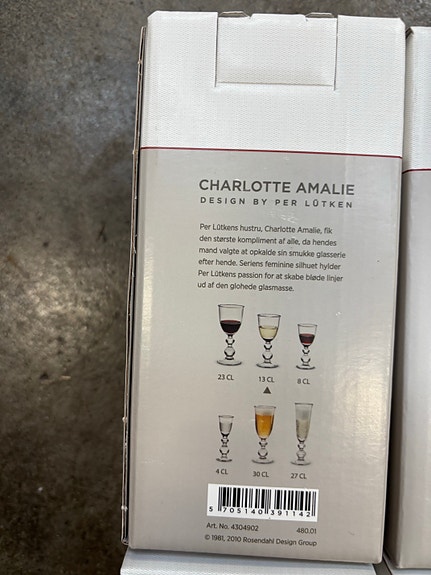 CHARLOTTE AMALIE
DESIGN BY PER LÜTKEN
Per Lütkens hustru, Charlotte Amalie, fik
den største kompliment af alle, da hendes
mand valgte at opkalde sin smukke glasserie
efter hende. Seriens feminine silhuet hylder
Per Lütkens passion for at skabe bløde linjer
ud af den glohede glasmasse.
23 CL 13 CL 8 CL
4 CL 30 CL 27 CL
5 705140 391142
Art. No. 4304902 480.01
© 1981, 2010 Rosendahl Design Group